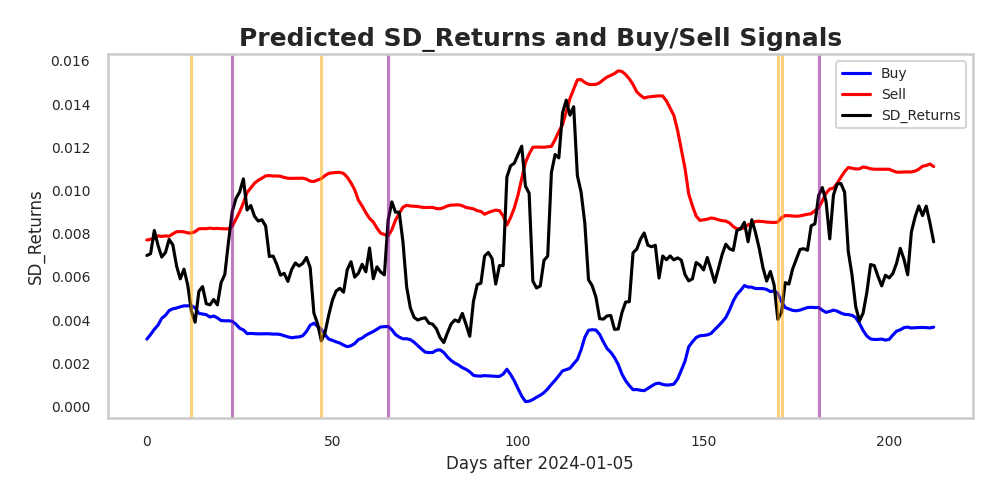 Predicted SD_Returns and Buy/Sell Signals
SD_Returns
0.016
0.014
0.012
0.010
0.008
0.006
0.004
0.002
0.000
Buy
Sell
SD_Returns
0
50
100
150
200
Days after 2024-01-05